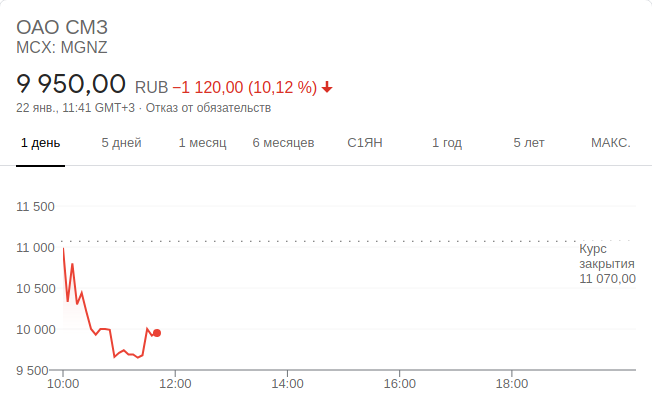 ОАО СМЗ
MCX: MGNZ
9 950,00 RUB −1 120,00 (10,12 %)
22 янв., 11:41 GMT+3 · Отказ от обязательств
1 день 5 дней 1 месяц 6 месяцев С1ЯН 1 год 5 лет МАКС.
11 500
11 000
Курс
закрытия
11 070,00
10 500
10 000
9 500
10:00 12:00 14:00 16:00 18:00